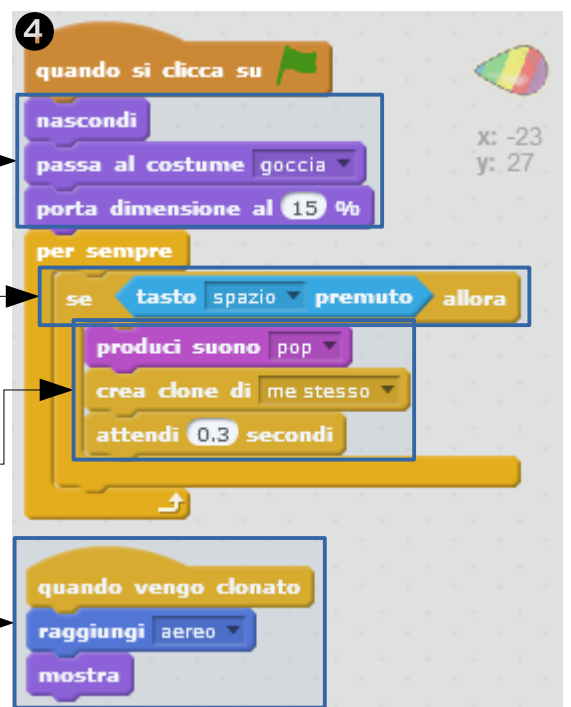 4
quando si clicca su
nascondi
x: -23
passa al costume goccia
y: 27
porta dimensione al 15 %
per sempre
se tasto spazio premuto allora
produci suono pop
crea clone di me stesso
attendi 0.3 secondi
quando vengo clonato
raggiungi aereo
mostra